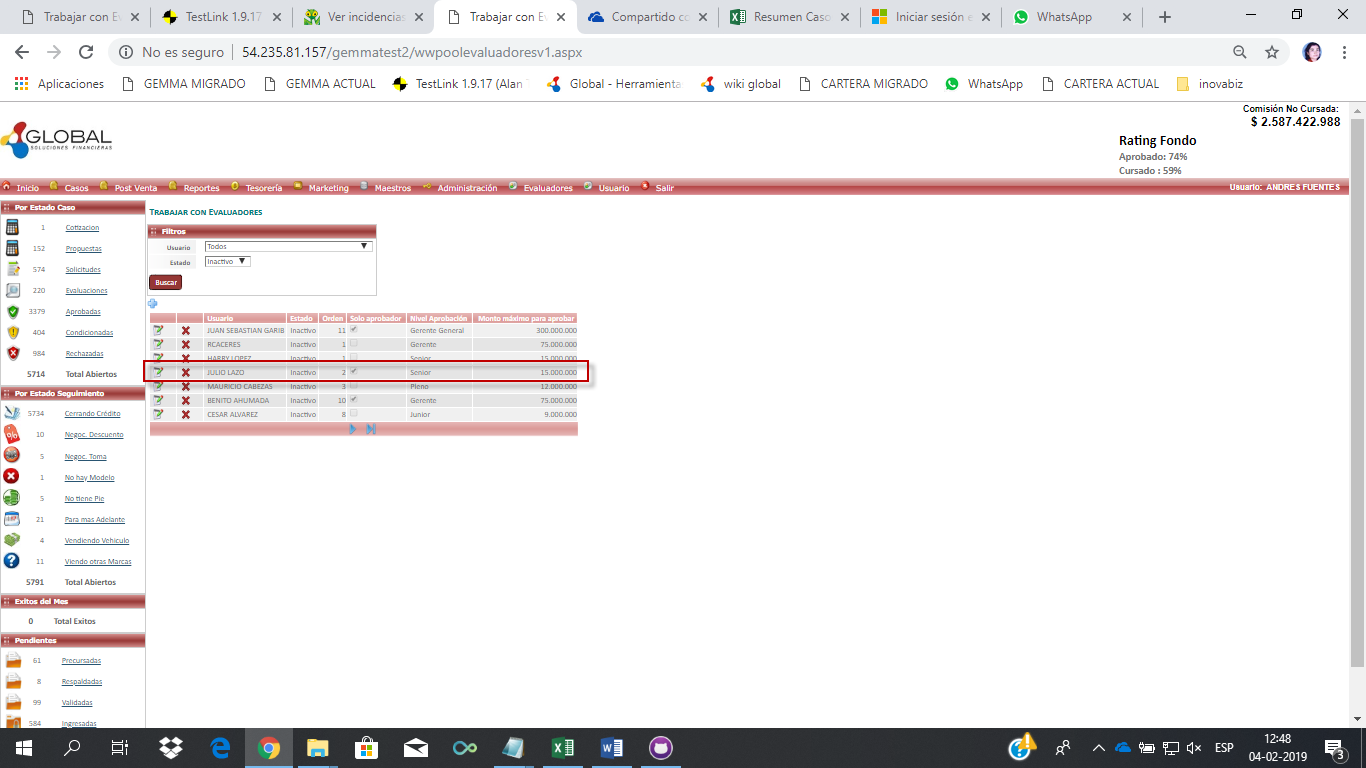 Trabajar con Ev
TestLink 1.9.17
Ver incidencias
Trabajar con Ev
Compartido co
Resumen Caso
Iniciar sesión e
WhatsApp
No es seguro
54.235.81.157/gemmatest2/wwpoolevaluadoresv1.aspx
Aplicaciones
GEMMA MIGRADO
GEMMA ACTUAL
TestLink 1.9.17 (Alan
Global - Herramienta
wiki global
CARTERA MIGRADO
WhatsApp
CARTERA ACTUAL
inovabiz
GLOBAL
SOLUCIONES FINANCIERAS
Comisión No Cursada:
$ 2.587.422.988
Rating Fondo
Aprobado: 74%
Cursado : 59%
Inicio Casos Post Venta Reportes Tesorería Marketing Maestros Administración Evaluadores Usuario Salir
Usuario: ANDRES FUENTES
Por Estado Caso
1 Cotizacion
152 Propuestas
574 Solicitudes
220 Evaluaciones
3379 Aprobadas
404 Condicionadas
984 Rechazadas
5714 Total Abiertos
Por Estado Seguimiento
5734 Cerrando Crédito
10 Negoc. Descuento
5 Negoc. Toma
1 No hay Modelo
5 No tiene Pie
21 Para mas Adelante
4 Vendiendo Vehiculo
11 Viendo otras Marcas
5791 Total Abiertos
Exitos del Mes
0 Total Exitos
Pendientes
61 Precursadas
8 Respaldadas
99 Validadas
584 Ingresadas
TRABAJAR CON EVALUADORES
Filtros
Usuario Todos
Estado Inactivo
Buscar
Usuario Estado Orden Solo aprobador Nivel Aprobación Monto máximo para aprobar
JUAN SEBASTIAN GARIB Inactivo 11 Gerente General 300.000.000
RCACERES Inactivo 1 Gerente 75.000.000
HARRY LOPEZ Inactivo 1 Senior 15.000.000
JULIO LAZO Inactivo 2 Senior 15.000.000
MAURICIO CABEZAS Inactivo 3 Pleno 12.000.000
BENITO AHUMADA Inactivo 10 Gerente 75.000.000
CESAR ALVAREZ Inactivo 8 Junior 9.000.000
ESP
12:48
04-02-2019
3